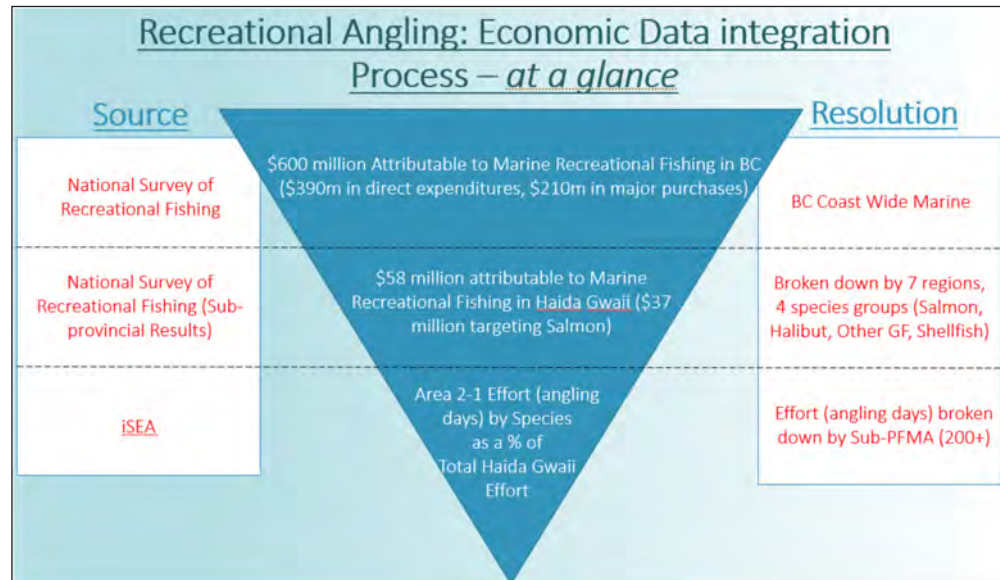 Recreational Angling: Economic Data integration
Process – at a glance
Source
Resolution
National Survey of
Recreational Fishing
$600 million Attributable to Marine Recreational Fishing in BC
($390m in direct expenditures, $210m in major purchases)
BC Coast Wide Marine
National Survey of
Recreational Fishing (Sub-
provincial Results)
$58 million attributable to Marine
Recreational Fishing in Haida Gwaii ($37
million targeting Salmon)
Broken down by 7 regions,
4 species groups (Salmon,
Halibut, Other GF, Shellfish)
iSEA
Area 2-1 Effort (angling
days) by Species
as a % of
Total Haida Gwaii
Effort
Effort (angling days) broken
down by Sub-PFMA (200+)